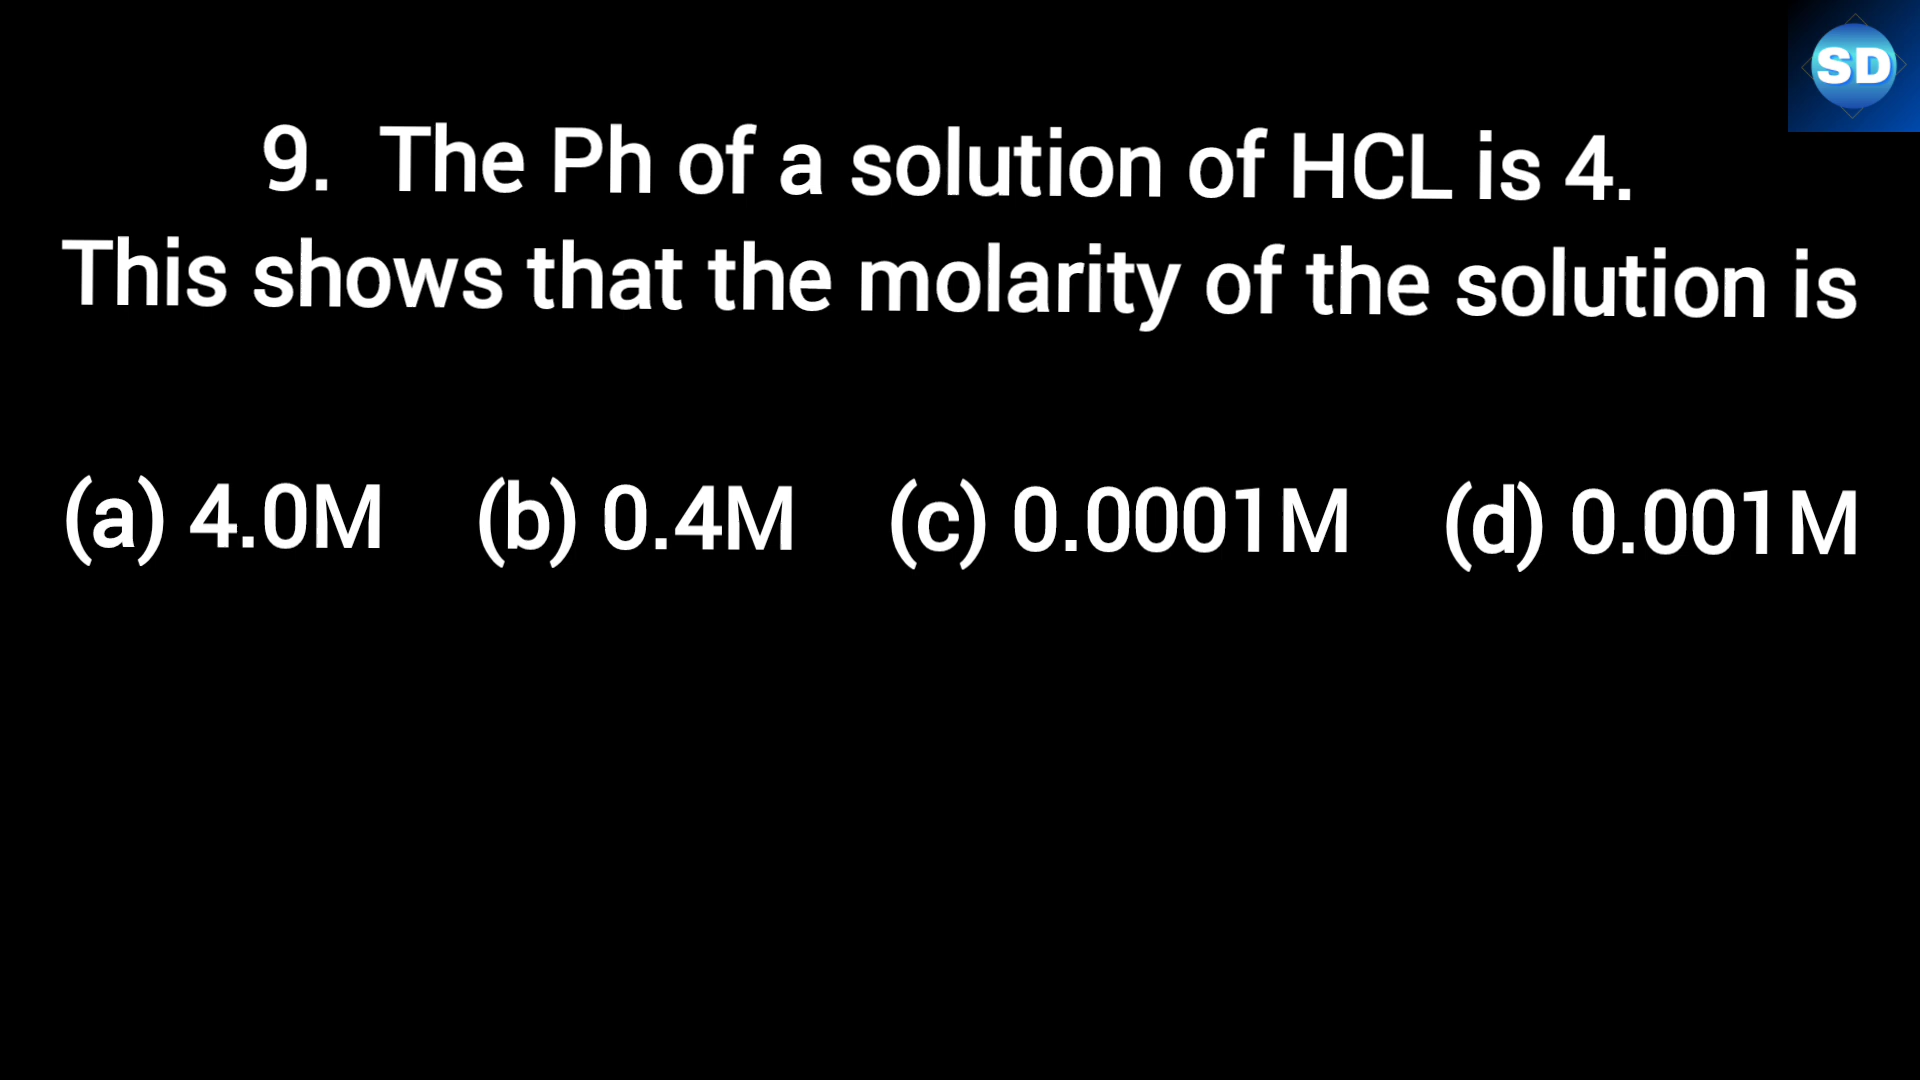 SD
9. The Ph of a solution of HCL is 4.
This shows that the molarity of the solution is
(a) 4.0M (b) 0.4M (c) 0.0001M (d) 0.001M